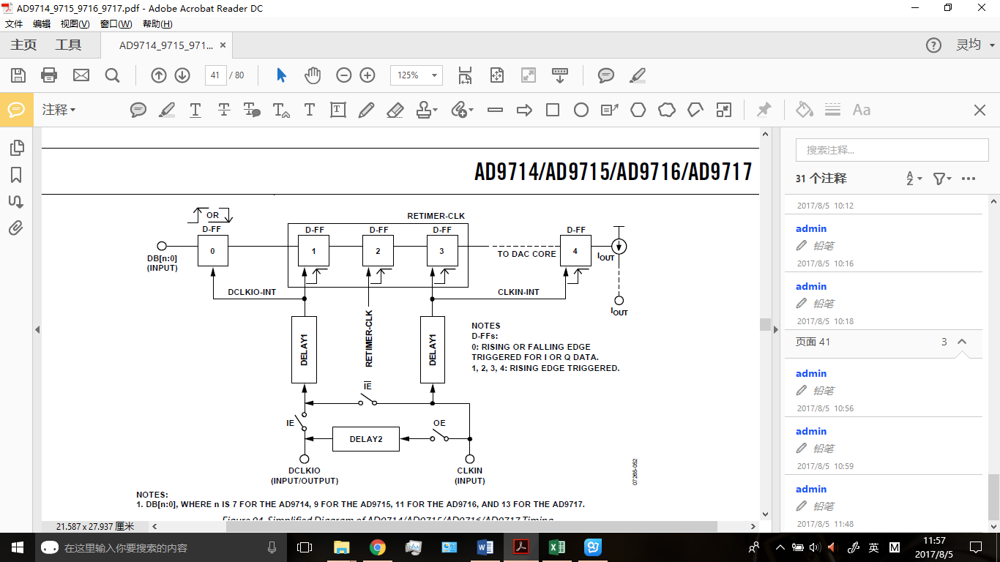 AD9714_9715_9716_9717.pdf - Adobe Acrobat Reader DC
文件 编辑 视图(V) 窗口(W) 帮助(H)
主页 工具 AD9714_9715_971... × 灵均
41 / 80 125%
注释
Aa
AD9714/AD9715/AD9716/AD9717
OR
RETIMER-CLK
D-FF D-FF D-FF D-FF D-FF
0 1 2 3 4
DB[n:0]
(INPUT)
TO DAC CORE
IOUT
DCLKIO-INT
CLKIN-INT
IOUT
DELAY1
RETIMER-CLK
DELAY1
NOTES
D-FFs:
0: RISING OR FALLING EDGE
TRIGGERED FOR I OR Q DATA.
1, 2, 3, 4: RISING EDGE TRIGGERED.
IE
IE
OE
DELAY2
DCLKIO
(INPUT/OUTPUT)
CLKIN
(INPUT)
07265-062
NOTES:
1. DB[n:0], WHERE n IS 7 FOR THE AD9714, 9 FOR THE AD9715, 11 FOR THE AD9716, AND 13 FOR THE AD9717.
Figure 94. Simplified Diagram of AD9714/AD9715/AD9716/AD9717 Timing
21.587 x 27.937 厘米
搜索注释...
31 个注释
2017/8/5 10:12
admin
铅笔
2017/8/5 10:16
admin
铅笔
2017/8/5 10:18
页面 41 3
admin
铅笔
2017/8/5 10:56
admin
铅笔
2017/8/5 10:59
admin
铅笔
2017/8/5 11:48
在这里输入你要搜索的内容
英 M
11:57
2017/8/5